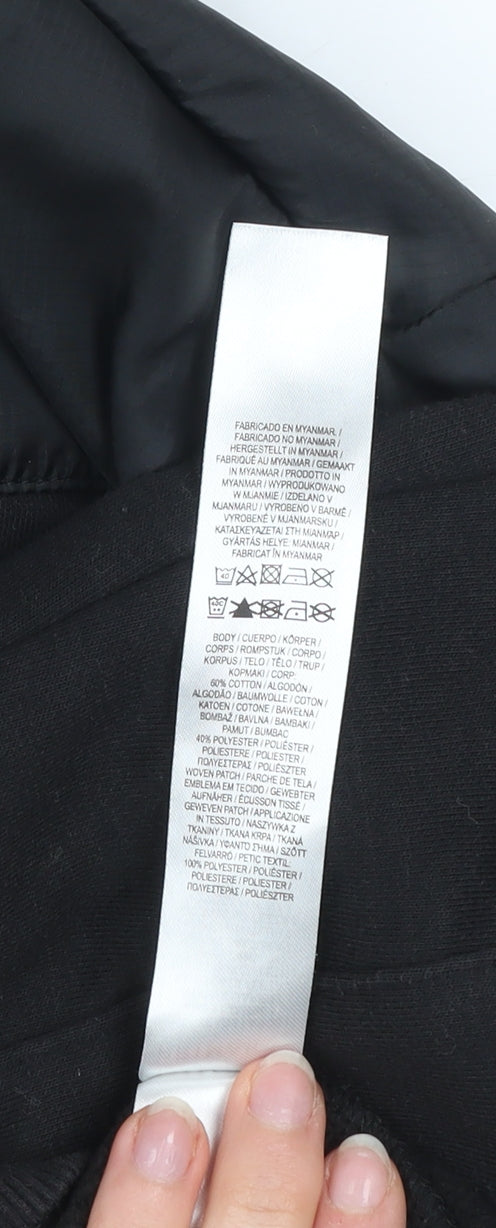 FABRICADO EN MYANMAR /
FABRICADO NO MYANMAR /
HERGESTELLT IN MYANMAR /
FABRIQUÉ AU MYANMAR / GEMAAKT
IN MYANMAR / PRODOTTO IN
MYANMAR / WYPRODUKOWANO
W MJANMIE / IZDELANO V
MJANMARU / VYROBENO V BARMĚ /
VYROBENÉ V MJANMARSKU /
ΚΑΤΑΣΚΕΥΑΖΕΤΑΙ ΣΤΗ ΜΙΑΝΜΑΡ /
GYÁRTÁS HELYE: MIANMAR /
FABRICAT ÎN MYANMAR
40
40C
BODY / CUERPO / KÖRPER /
CORPS / ROMPSTUK / CORPO /
KORPUS / TELO / TĚLO / TRUP /
ΚΟΡΜΑΚΙ / CORP:
60% COTTON / ALGODÓN /
ALGODÃO / BAUMWOLLE / COTON /
KATOEN / COTONE / BAWEŁNA /
BOMBAŽ / BAVLNA / ΒΑΜΒΑΚΙ /
PAMUT / BUMBAC
40% POLYESTER / POLIÉSTER /
POLIESTERE / POLIESTER /
ΠΟΛΥΕΣΤΕΡΑΣ / POLIÉSZTER
WOVEN PATCH / PARCHE DE TELA /
EMBLEMA EM TECIDO / GEWEBTER
AUFNÄHER / ÉCUSSON TISSÉ /
GEWEVEN PATCH / APPLICAZIONE
IN TESSUTO / NASZYWKA Z
TKANINY / TKANA KRPA / TKANÁ
NÁŠIVKA / ΥΦΑΝΤΟ ΣΗΜΑ / SZŐTT
FELVARRÓ / PETIC TEXTIL:
100% POLYESTER / POLIÉSTER /
POLIESTERE / POLIESTER /
ΠΟΛΥΕΣΤΕΡΑΣ / POLIÉSZTER